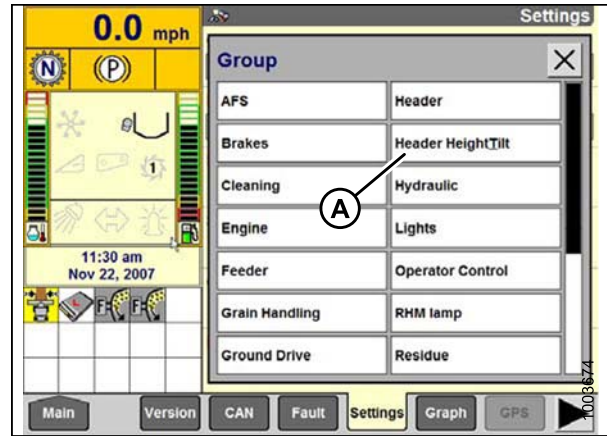 0.0 mph
Settings
N
(P)
Group
X
AFS
Header
Brakes
Header HeightTilt
Cleaning
Hydraulic
A
1
Engine
Lights
11:30 am
Nov 22, 2007
Feeder
Operator Control
F
F
Grain Handling
RHM lamp
Ground Drive
Residue
Main
Version
CAN
Fault
Settings
Graph
GPS
1003674